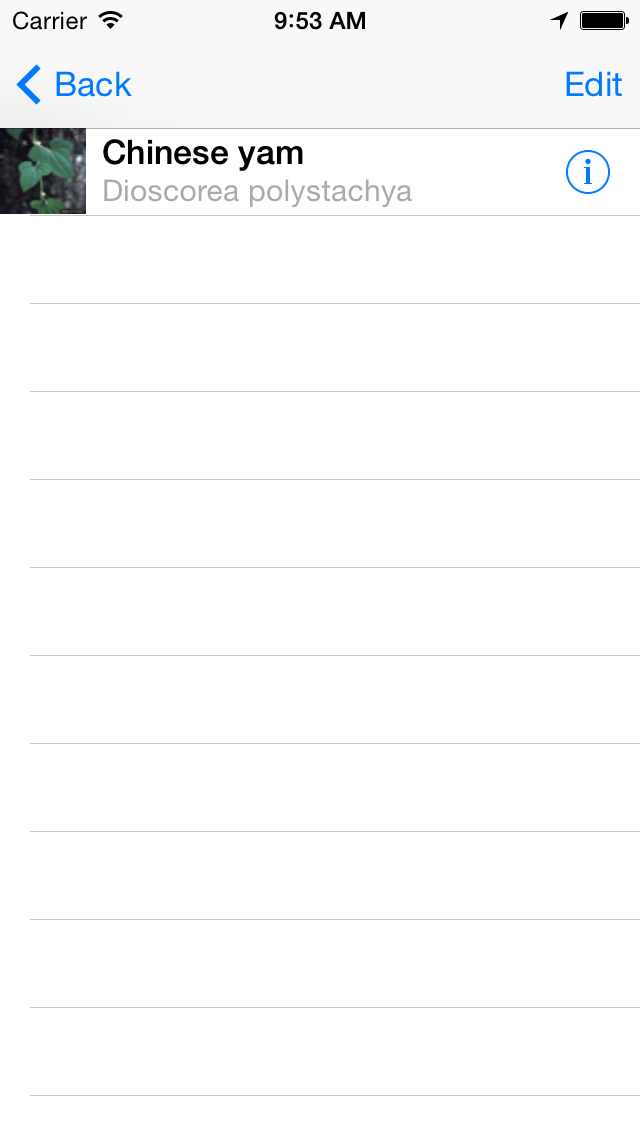 Carrier 9:53 AM
Back Edit
Chinese yam
Dioscorea polystachya
i